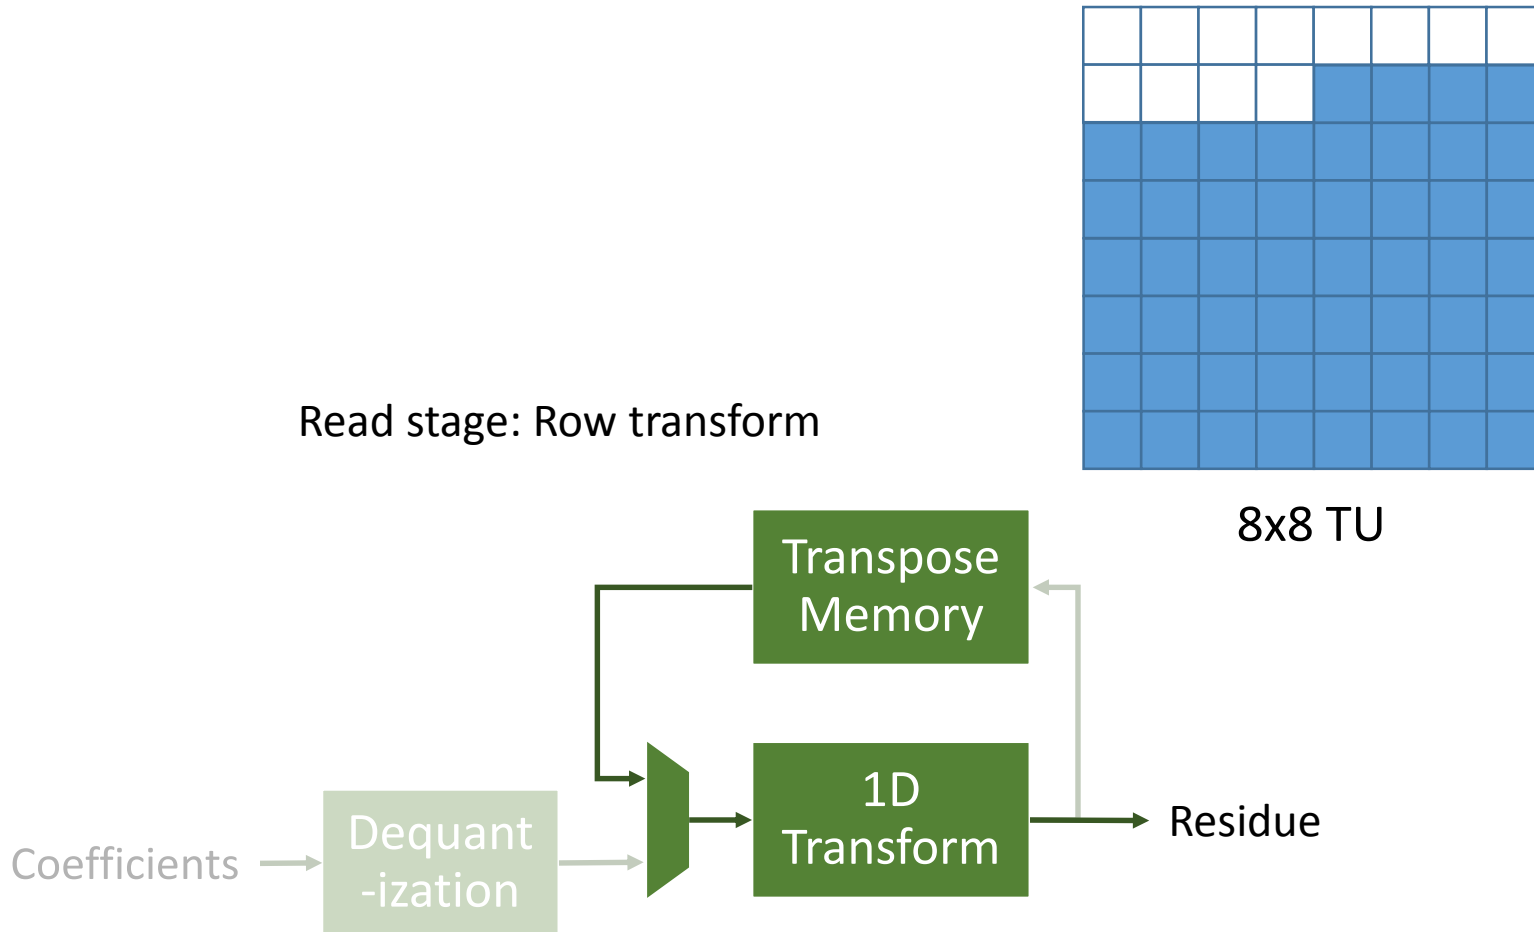 Read stage: Row transform
8x8 TU
Transpose
Memory
1D
Transform
Residue
Coefficients
Dequant
-ization